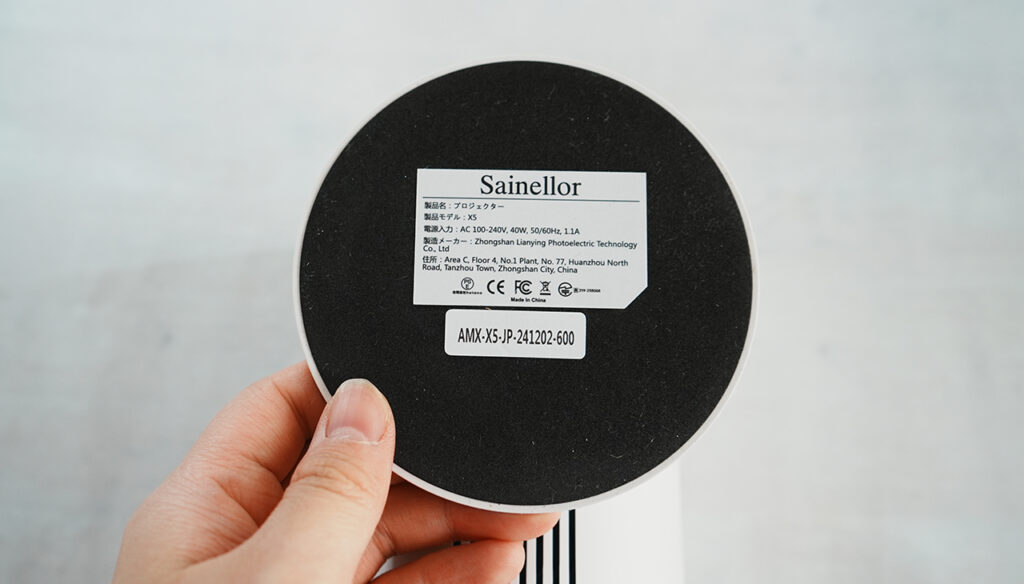 Sainellor
製品名：プロジェクター
製品モデル：X5
電源入力：AC 100-240V, 40W, 50/60Hz, 1.1A
製造メーカー：Zhongshan Lianying Photoelectric Technology
Co., Ltd
住所：Area C, Floor 4, No.1 Plant, No. 77, Huanzhou North
Road, Tanzhou Town, Zhongshan City, China
CE FC
Made in China
AMX-X5-JP-241202-600